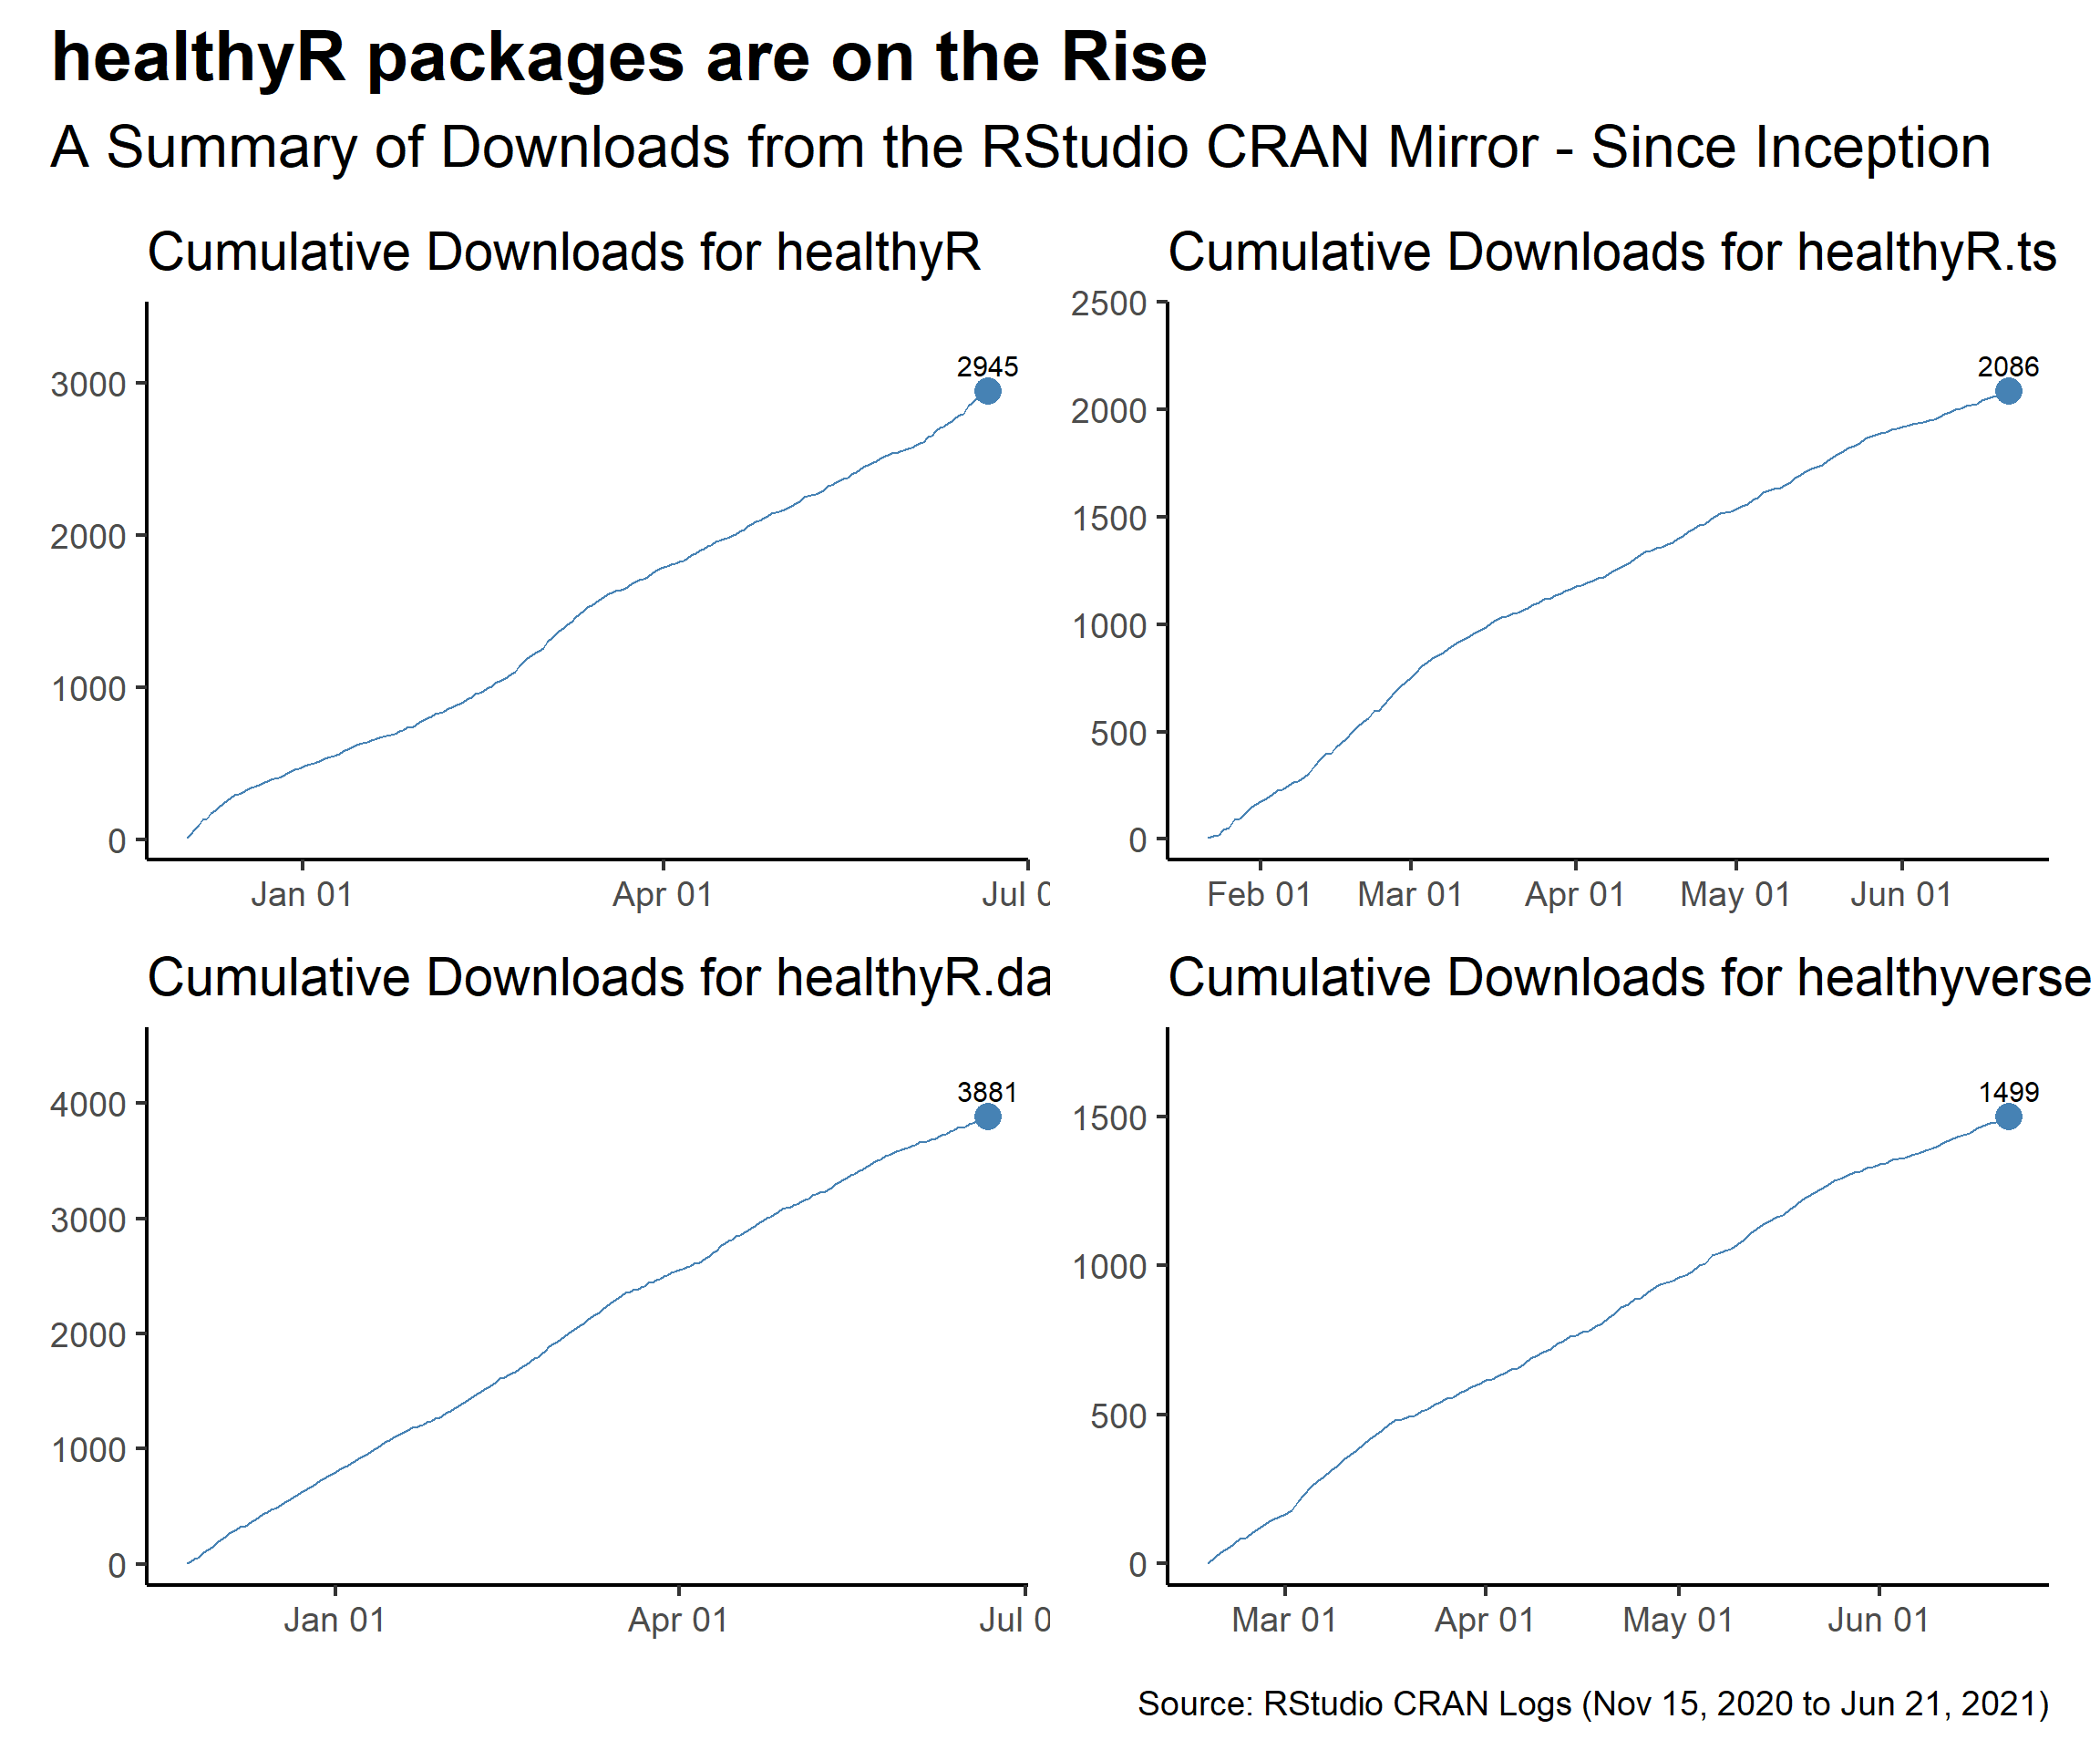 healthyR packages are on the Rise
A Summary of Downloads from the RStudio CRAN Mirror - Since Inception
Cumulative Downloads for healthyR
3000
2000
1000
0
2945
Jan 01
Apr 01
Jul 0
Cumulative Downloads for healthyR.ts
2500
2000
1500
1000
500
0
2086
Feb 01
Mar 01
Apr 01
May 01
Jun 01
Cumulative Downloads for healthyR.da
4000
3000
2000
1000
0
3881
Jan 01
Apr 01
Jul 0
Cumulative Downloads for healthyverse
1500
1000
500
0
1499
Mar 01
Apr 01
May 01
Jun 01
Source: RStudio CRAN Logs (Nov 15, 2020 to Jun 21, 2021)